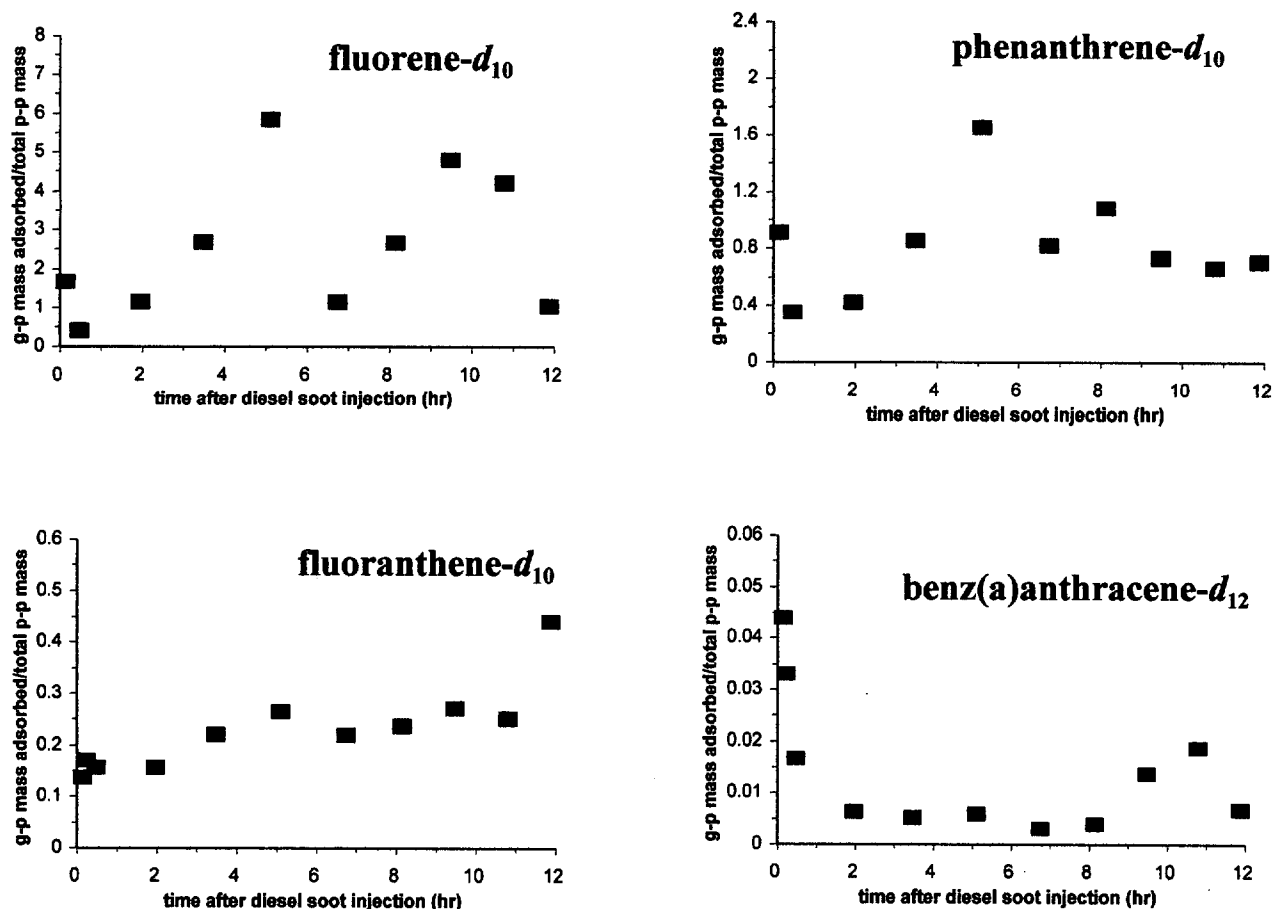 fluorene-d10
g-p mass adsorbed/total p-p mass
8
7
6
5
4
3
2
1
0
0 2 4 6 8 10 12
time after diesel soot injection (hr)
phenanthrene-d10
g-p mass adsorbed/total p-p mass
2.4
2
1.6
1.2
0.8
0.4
0
0 2 4 6 8 10 12
time after diesel soot injection (hr)
fluoranthene-d10
g-p mass adsorbed/total p-p mass
0.6
0.5
0.4
0.3
0.2
0.1
0
0 2 4 6 8 10 12
time after diesel soot injection (hr)
benz(a)anthracene-d12
g-p mass adsorbed/total p-p mass
0.06
0.05
0.04
0.03
0.02
0.01
0
0 2 4 6 8 10 12
time after diesel soot injection (hr)